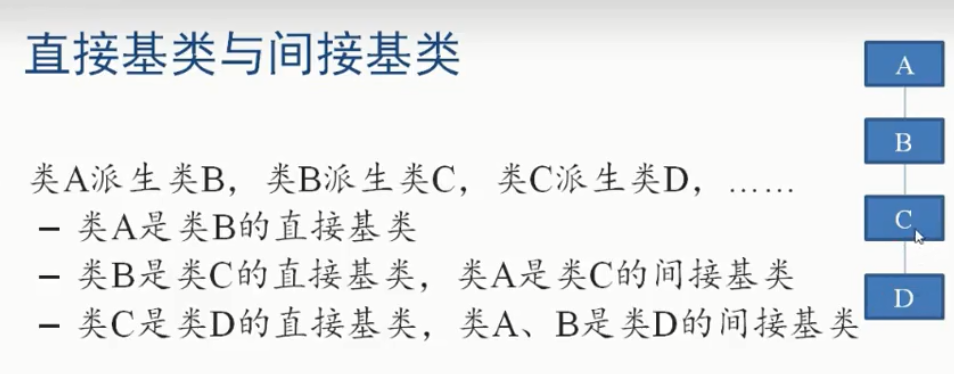 直接基类与间接基类
类A派生类B，类B派生类C，类C派生类D，……
– 类A是类B的直接基类
– 类B是类C的直接基类，类A是类C的间接基类
– 类C是类D的直接基类，类A、B是类D的间接基类
A
B
C
D